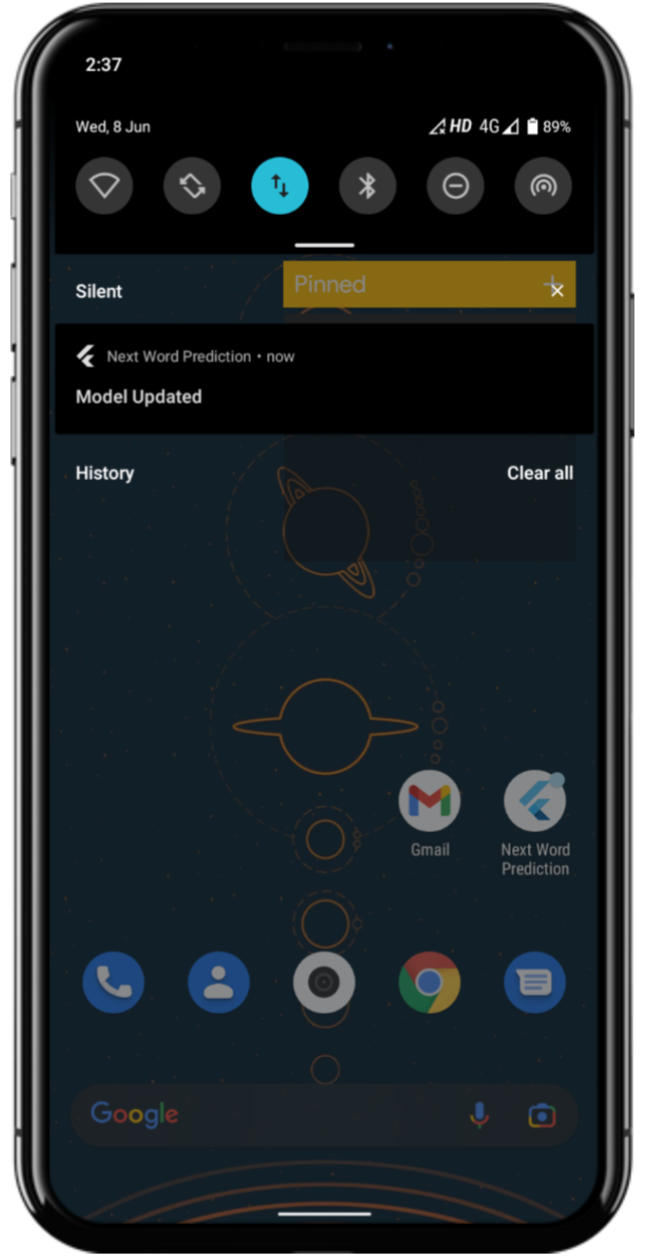 2:37
Wed, 8 Jun
HD 4G 89%
Silent
Pinned
Next Word Prediction • now
Model Updated
History
Clear all
Gmail
Next Word
Prediction
Google